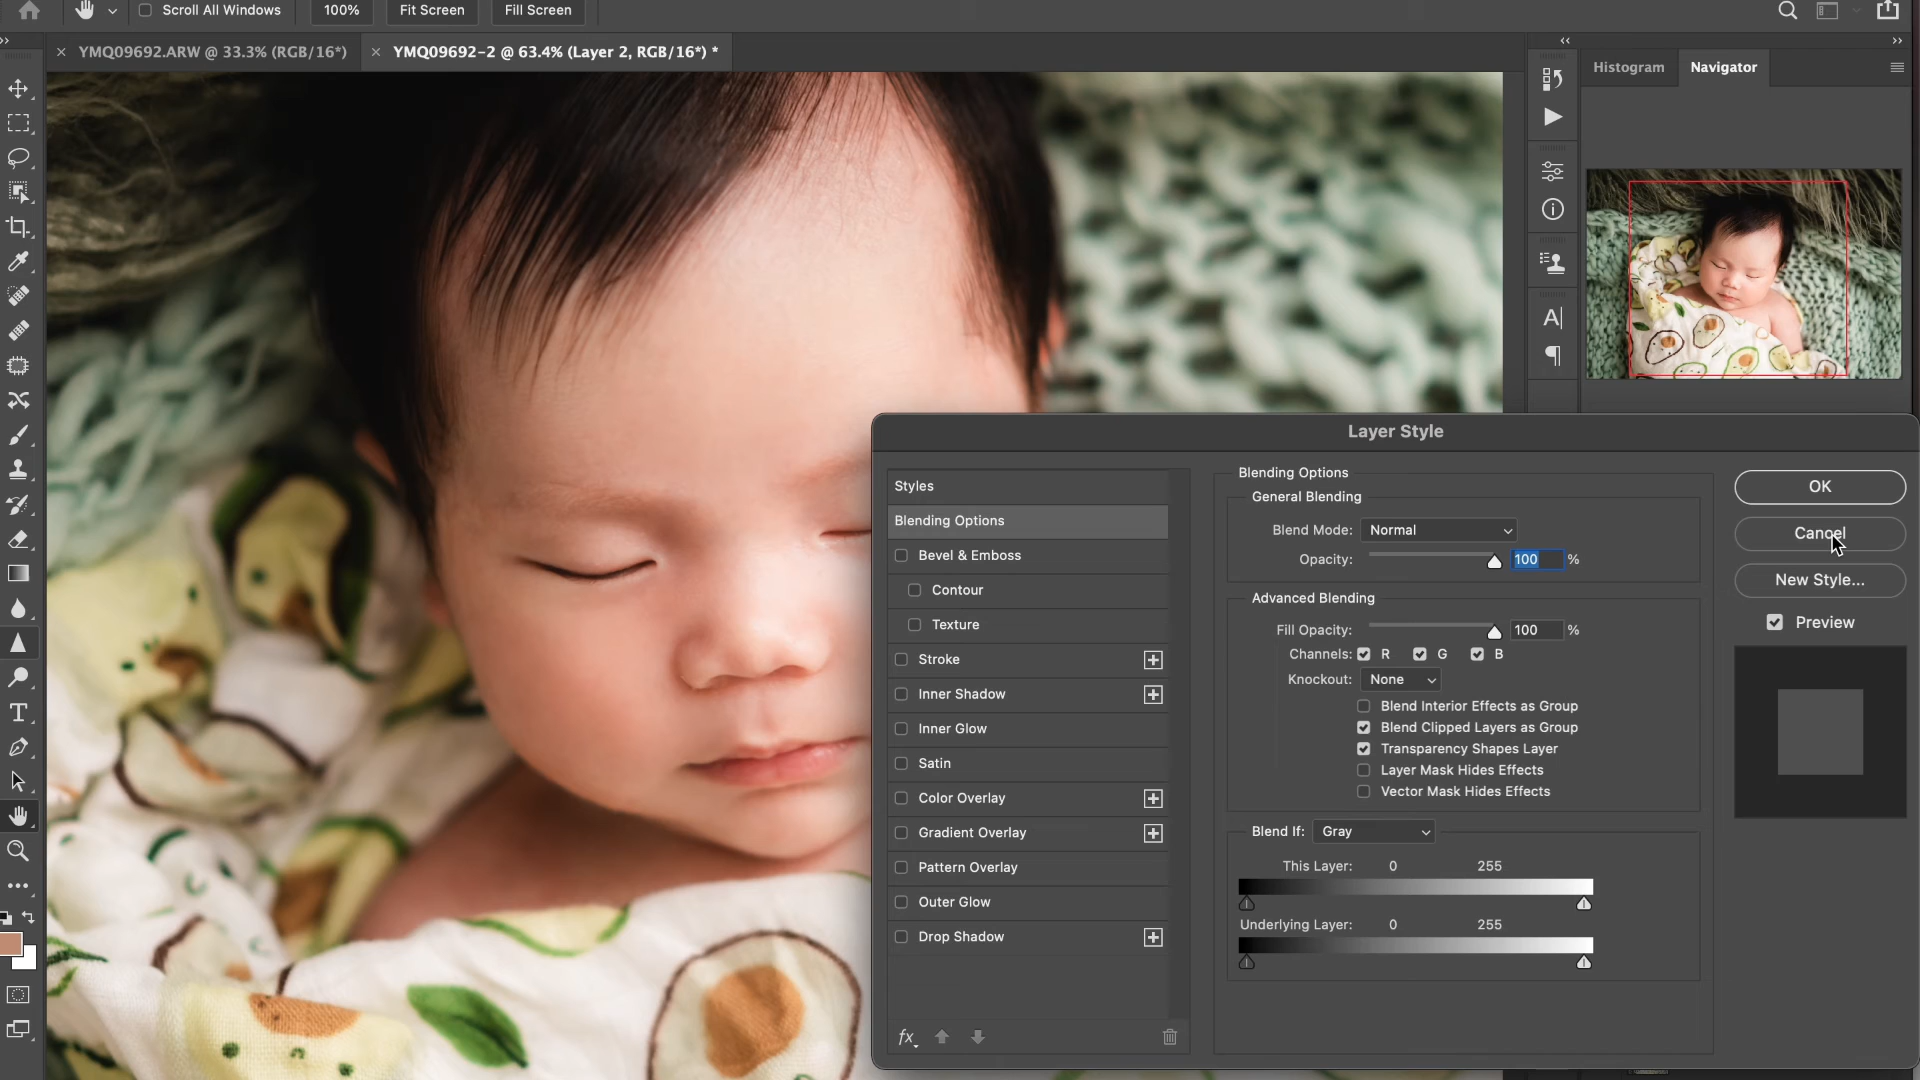 Scroll All Windows 100% Fit Screen Fill Screen
YMQ09692.ARW @ 33.3% (RGB/16*) YMQ09692-2 @ 63.4% (Layer 2, RGB/16*) *
Histogram Navigator
Layer Style
Styles
Blending Options
Bevel & Emboss
Contour
Texture
Stroke
Inner Shadow
Inner Glow
Satin
Color Overlay
Gradient Overlay
Pattern Overlay
Outer Glow
Drop Shadow
fx
Blending Options
General Blending
Blend Mode: Normal
Opacity: 100 %
Advanced Blending
Fill Opacity: 100 %
Channels: R G B
Knockout: None
Blend Interior Effects as Group
Blend Clipped Layers as Group
Transparency Shapes Layer
Layer Mask Hides Effects
Vector Mask Hides Effects
Blend If: Gray
This Layer: 0 255
Underlying Layer: 0 255
OK
Cancel
New Style...
Preview